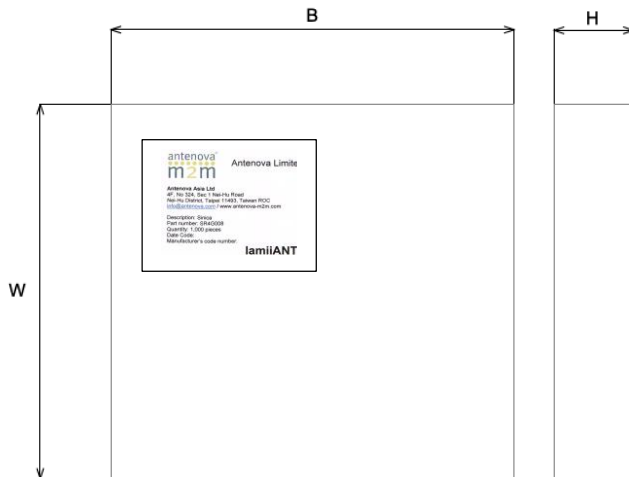 B
H
W
antenova
m2m
Antenova Limite
Antenova Asia Ltd
4F, No 324, Sec 1 Nei-Hu Road
Nei-Hu District, Taipei 11493, Taiwan ROC
info@antenova.com / www.antenova-m2m.com
Description: Sinica
Part number: SR4G008
Quantity: 1,000 pieces
Date Code:
Manufacturer's code number
lamiiANT